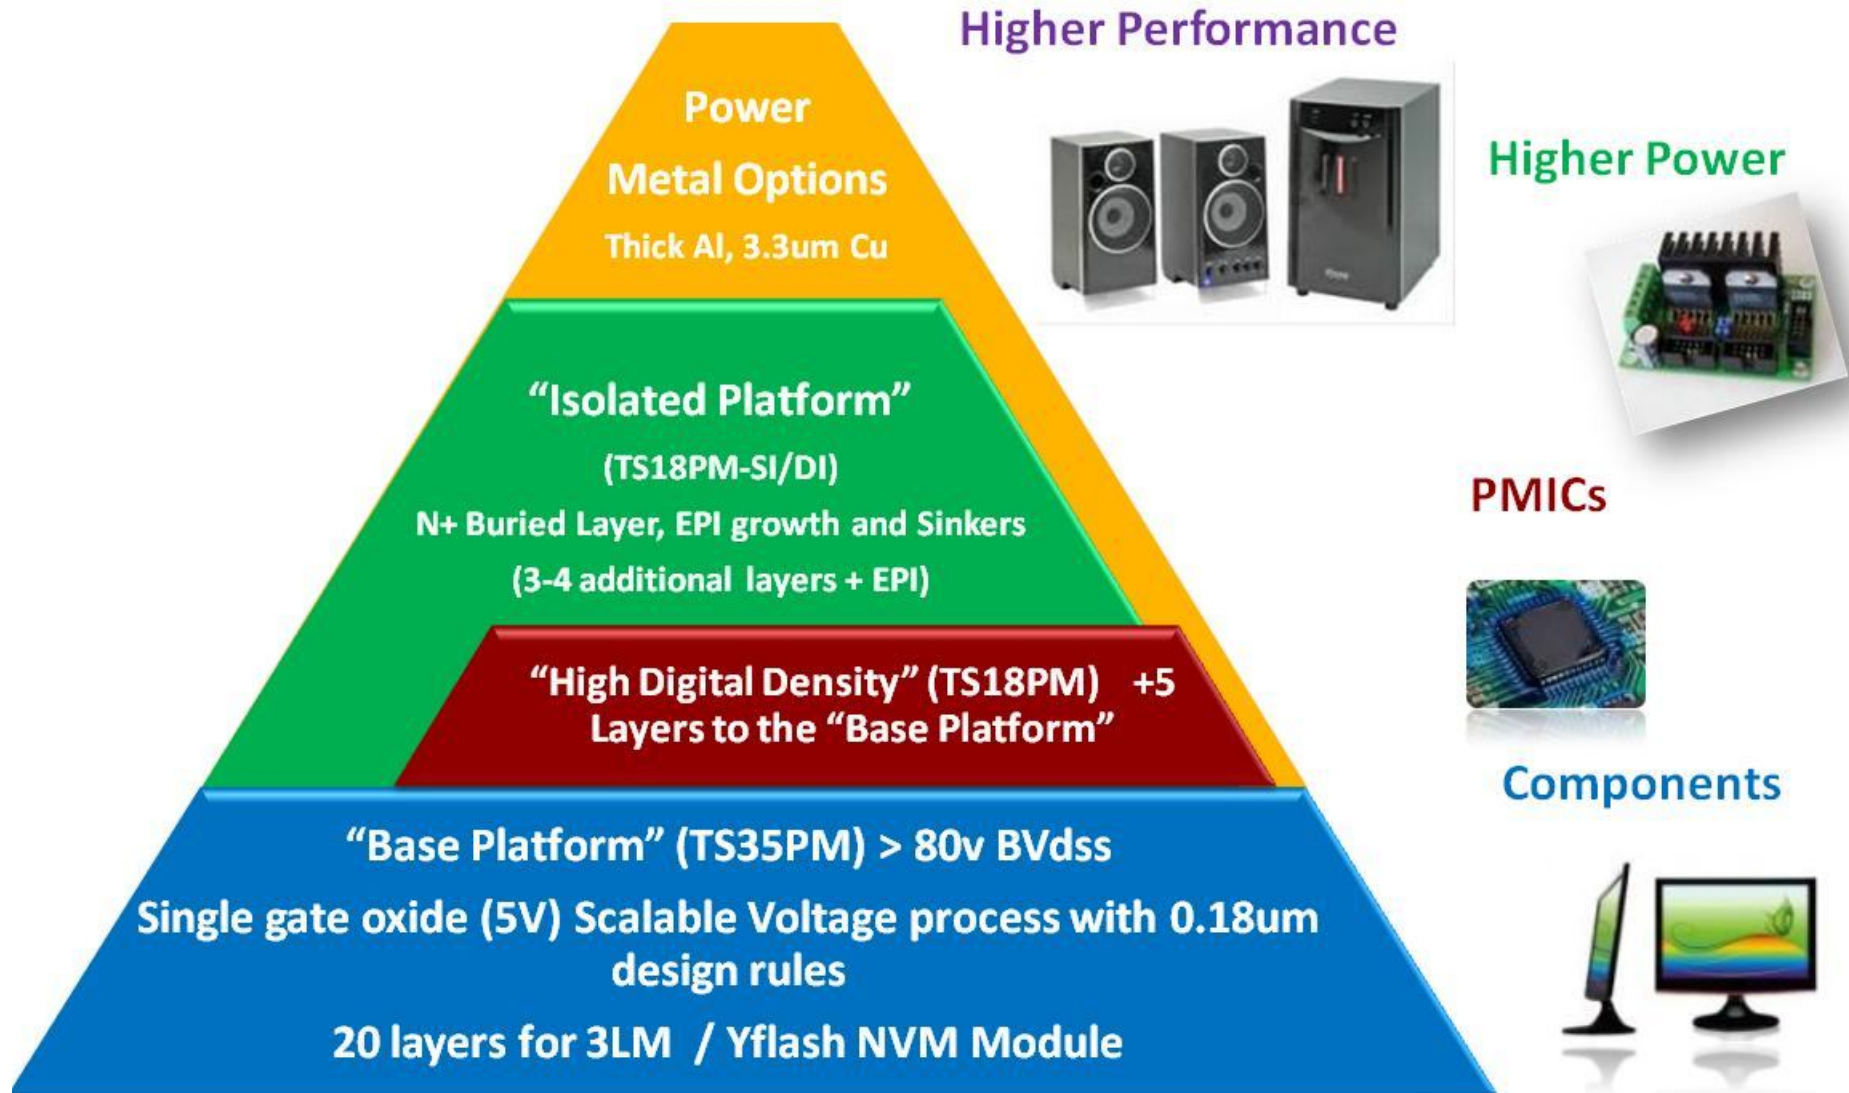 Higher Performance
Power
Metal Options
Thick Al, 3.3um Cu
Higher Power
“Isolated Platform”
(TS18PM-SI/DI)
N+ Buried Layer, EPI growth and Sinkers
(3-4 additional layers + EPI)
PMICs
“High Digital Density” (TS18PM) +5
Layers to the “Base Platform”
Components
“Base Platform” (TS35PM) > 80v BVdss
Single gate oxide (5V) Scalable Voltage process with 0.18um
design rules
20 layers for 3LM / Yflash NVM Module